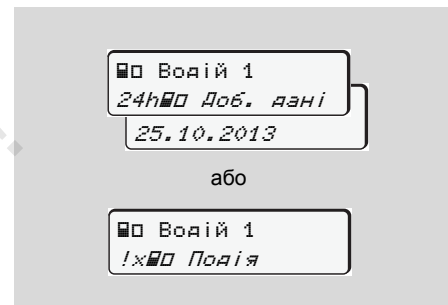 Водій 1
24h Доб. дані
25.10.2013
або
Водій 1
!x Подія